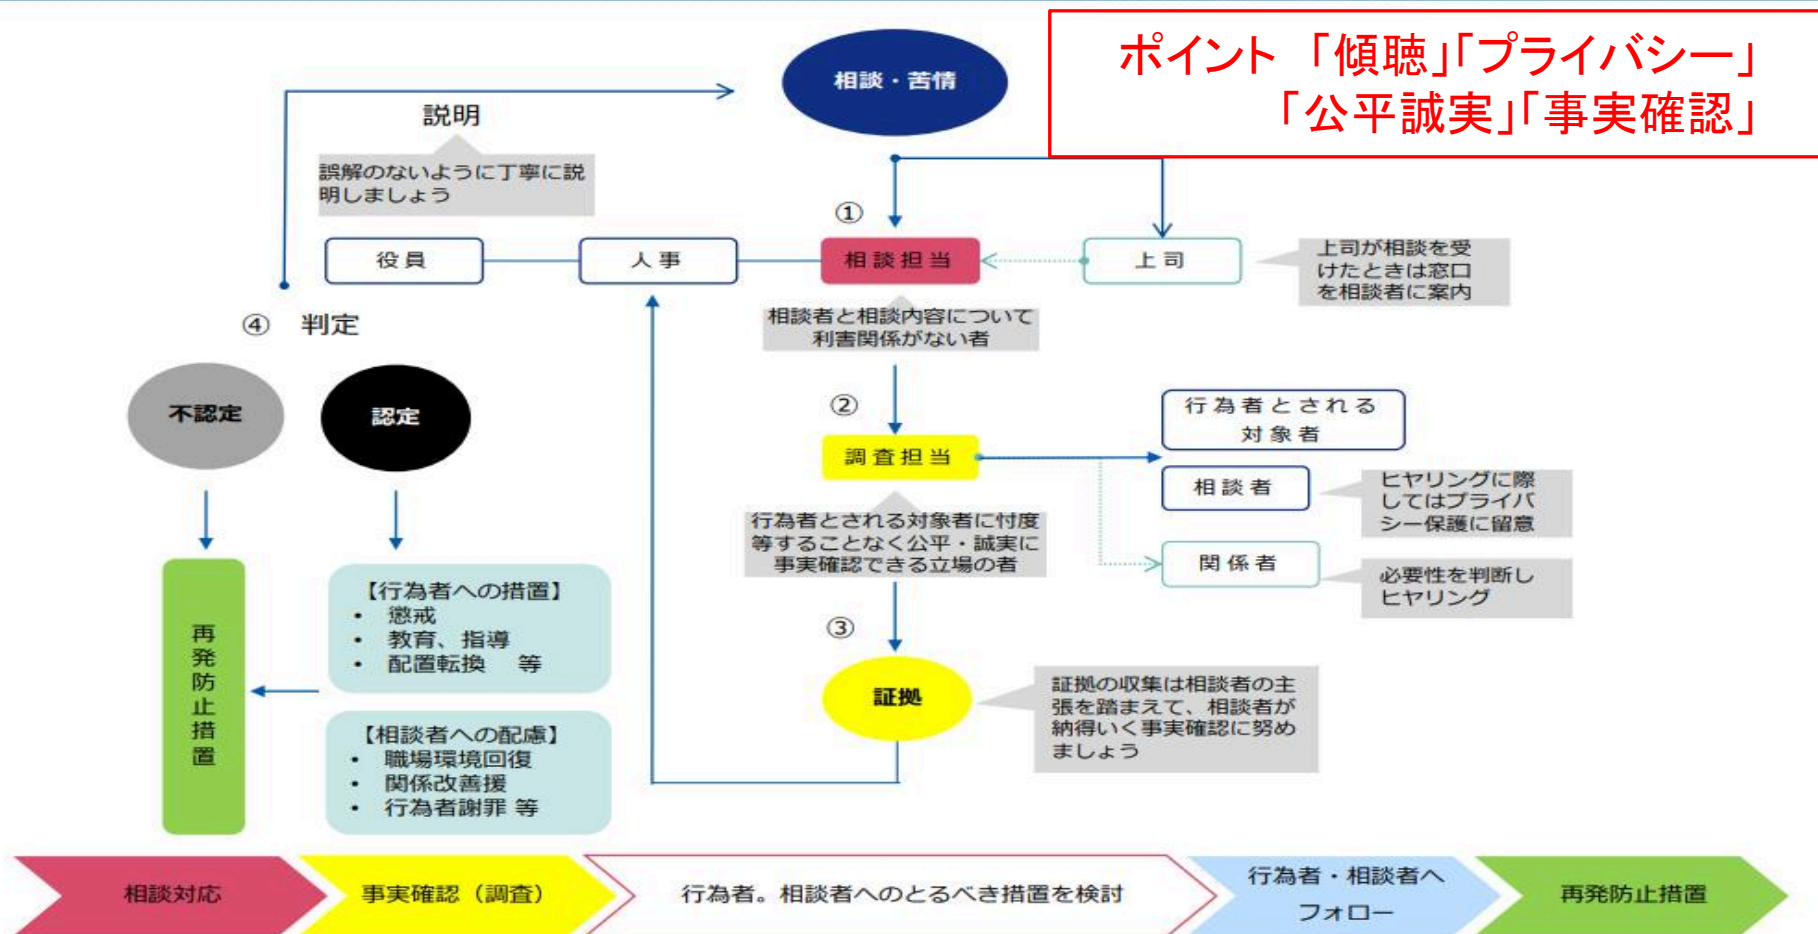 ポイント 「傾聴」「プライバシー」
「公平誠実」「事実確認」
相談・苦情
説明
誤解のないように丁寧に説
明しましょう
①
役員
人事
相談担当
上司
上司が相談を受
けたときは窓口
を相談者に案内
相談者と相談内容について
利害関係がない者
④ 判定
不認定
認定
②
調査担当
行為者とされる
対象者
相談者
ヒヤリングに際
してはプライバ
シー保護に留意
関係者
必要性を判断し
ヒヤリング
行為者とされる対象者に忖度
等することなく公平・誠実に
事実確認できる立場の者
③
証拠
証拠の収集は相談者の主
張を踏まえて、相談者が
納得いく事実確認に努め
ましょう
再発防止措置
【行為者への措置】
• 懲戒
• 教育、指導
• 配置転換 等
【相談者への配慮】
• 職場環境回復
• 関係改善援
• 行為者謝罪 等
相談対応
事実確認（調査）
行為者。相談者へのとるべき措置を検討
行為者・相談者へ
フォロー
再発防止措置